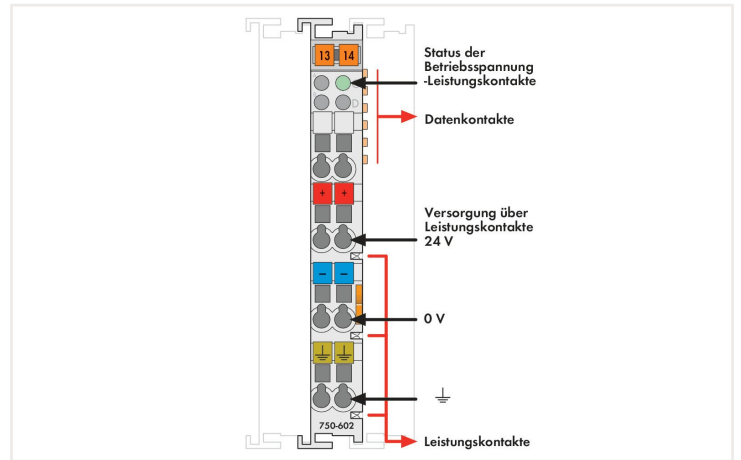 13 14
Status der
Betriebsspannung
-Leistungskontakte
D
Datenkontakte
+ +
Versorgung über
Leistungskontakte
24 V
– –
0 V
750-602
Leistungskontakte